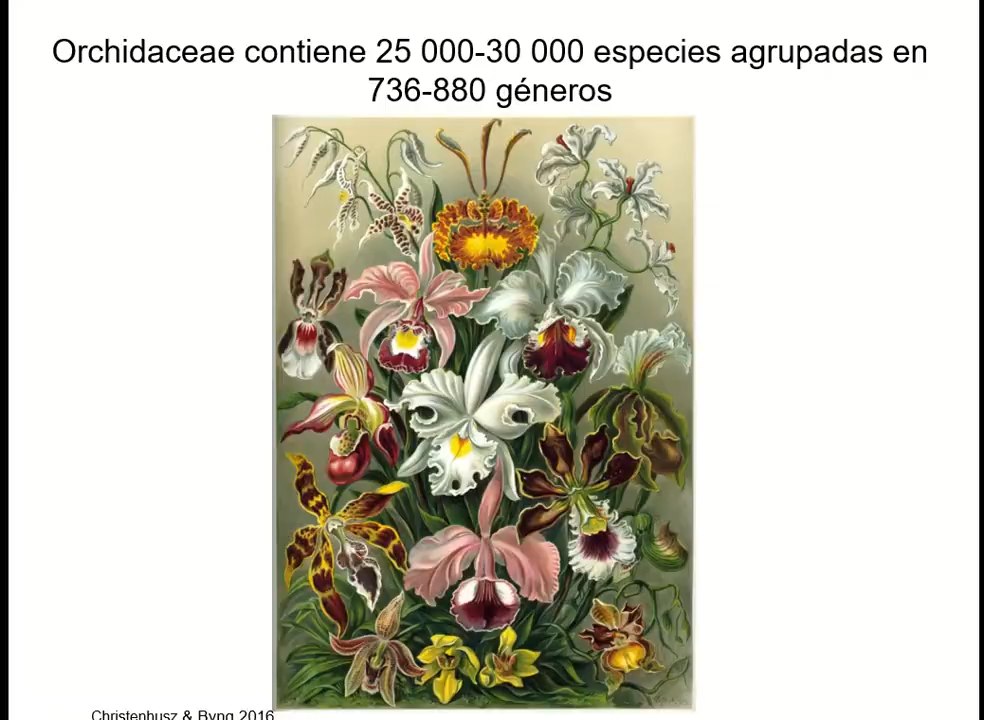 Orchidaceae contiene 25 000-30 000 especies agrupadas en
736-880 géneros
Christenhusz & Byng 2016